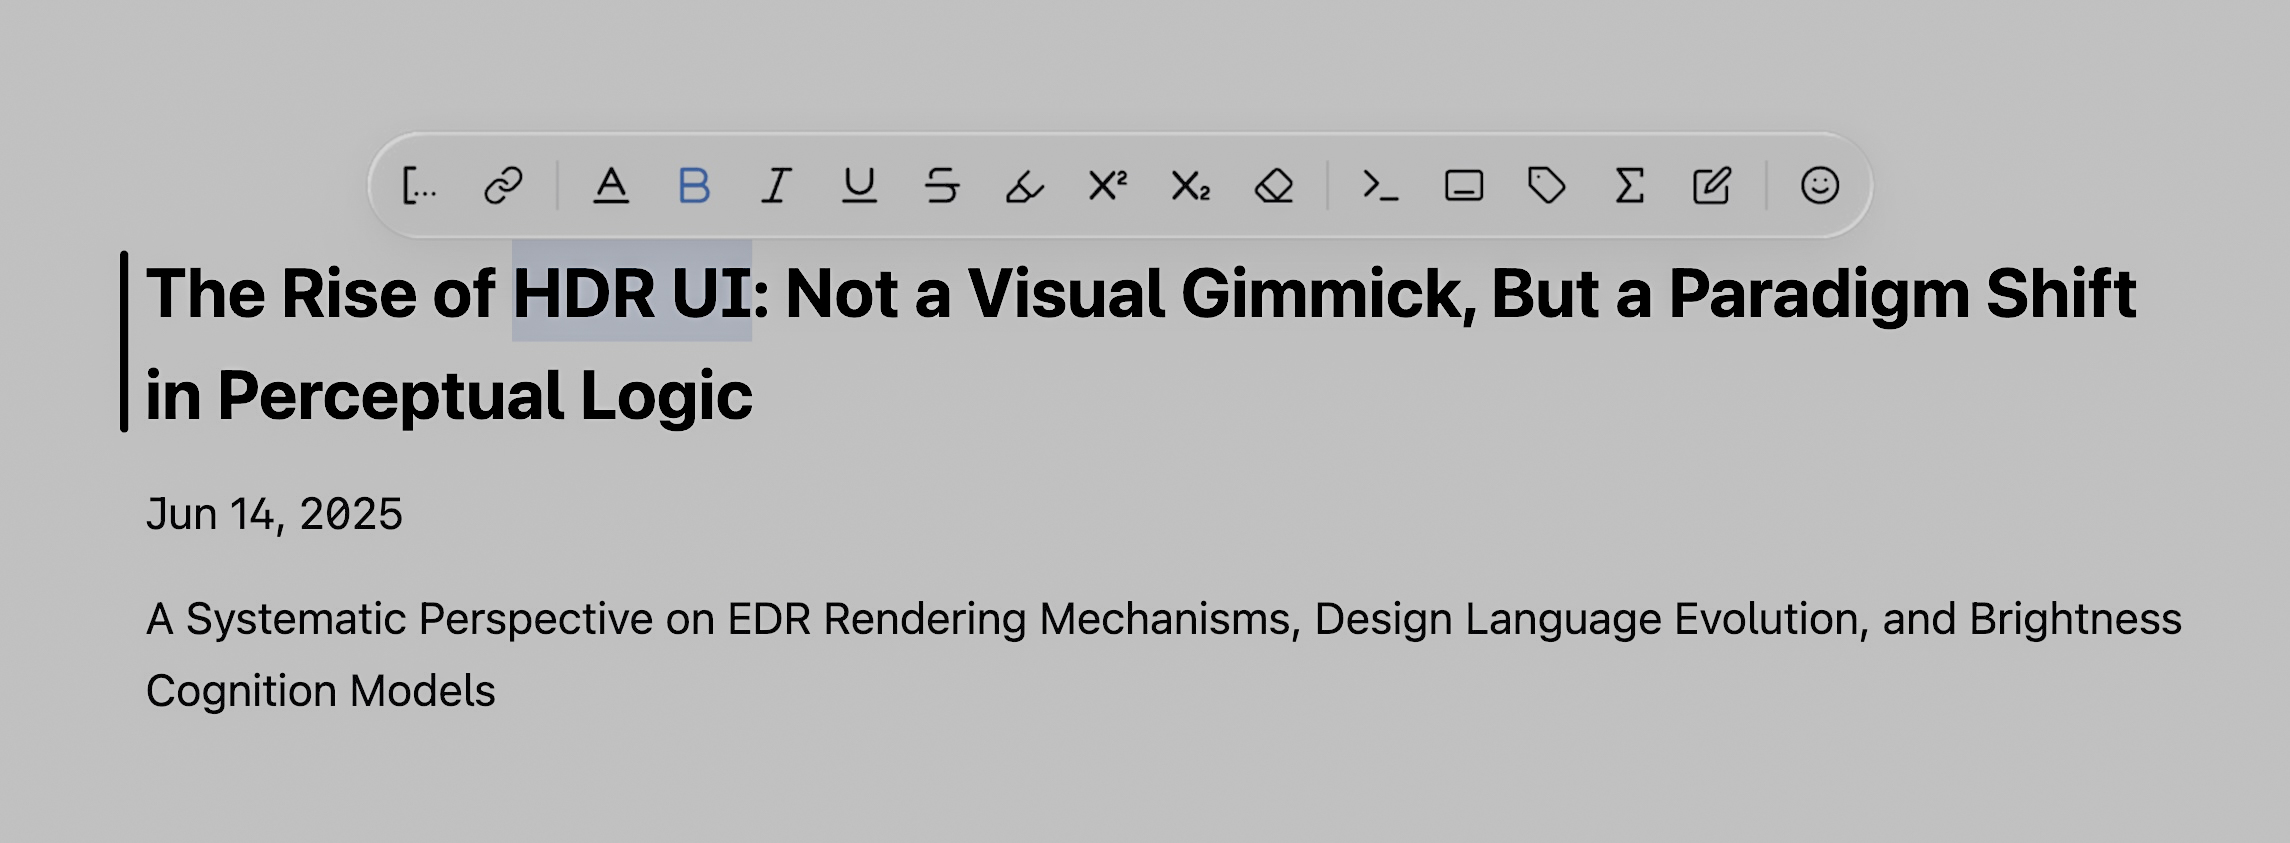 [... A B I U S X² X₂ >_ Σ
The Rise of HDR UI: Not a Visual Gimmick, But a Paradigm Shift
in Perceptual Logic
Jun 14, 2025
A Systematic Perspective on EDR Rendering Mechanisms, Design Language Evolution, and Brightness
Cognition Models